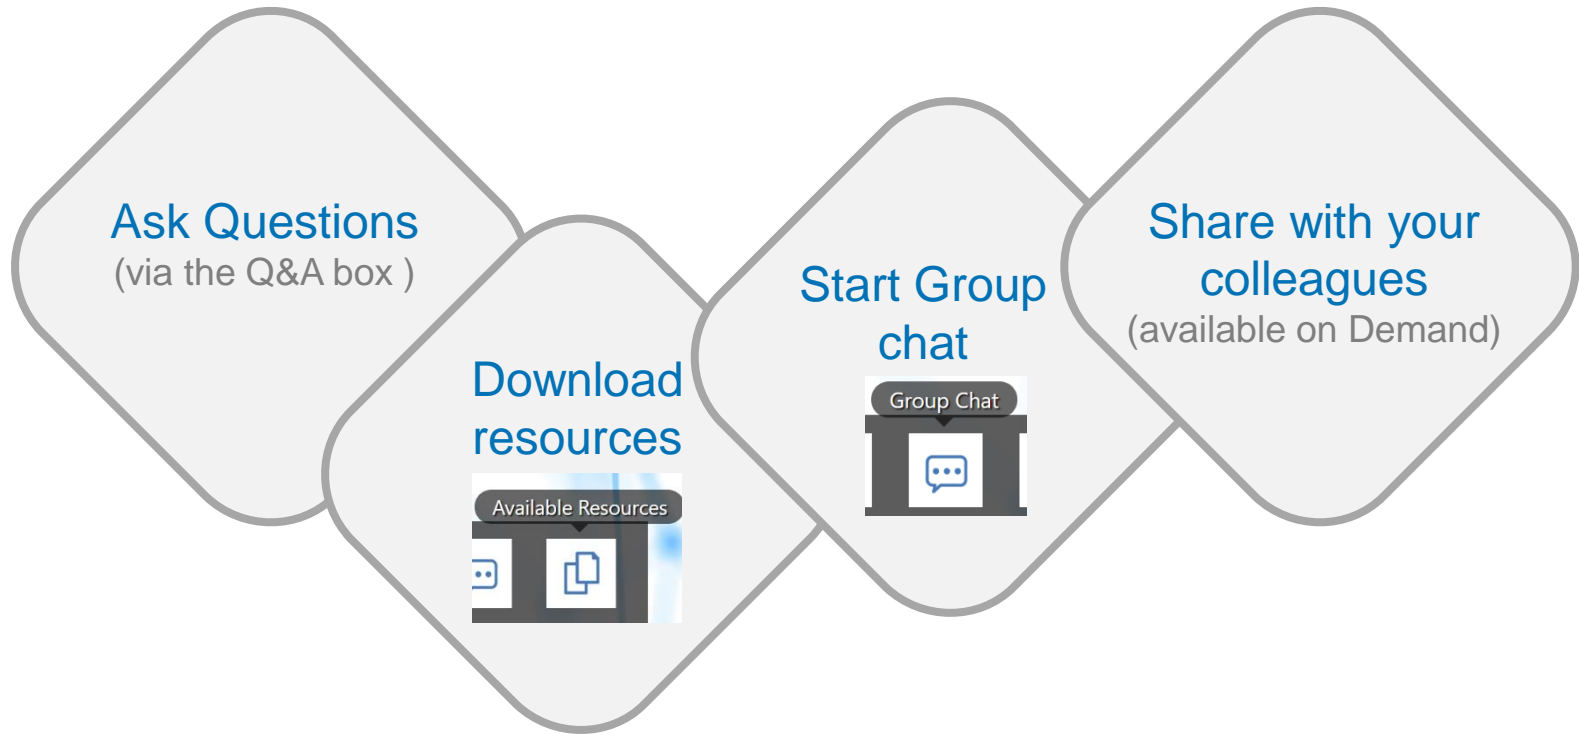 Ask Questions
(via the Q&A box )
Download
resources
Available Resources
Start Group
chat
Group Chat
Share with your
colleagues
(available on Demand)